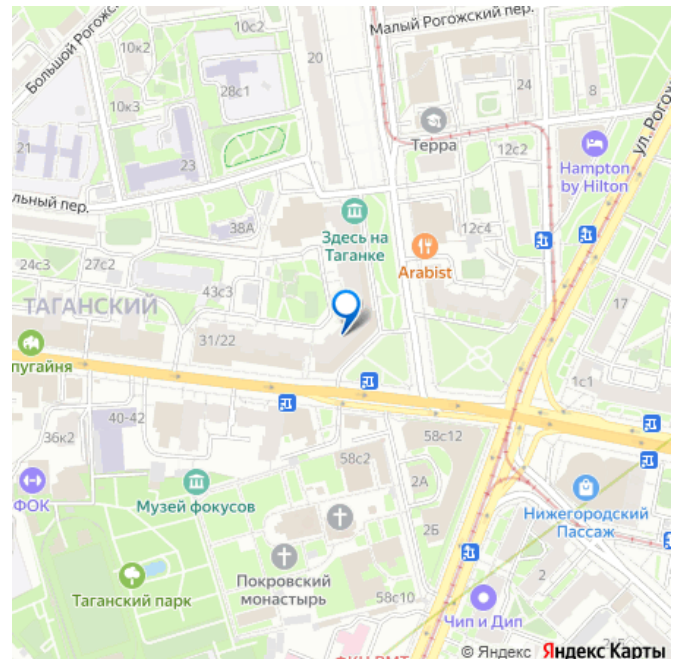 Большой Рогожс
10к2
10с2
Малый Рогожский пер.
20
28с1
10к3
24
8
ул. Рогож
21
23
Терра
12с2
Hampton
by Hilton
льный пер.
38А
Здесь на
Таганке
12с4
Arabist
24с3
27с2
43с3
17
ТАГАНСКИЙ
31/22
пугайня
1с1
40-42
36к2
58с12
58с2
2А
ФОК
Музей фокусов
2Б
Нижегородский
Пассаж
Покровский
монастырь
2
Таганский парк
58с10
Чип и Дип
© Яндекс Яндекс Карты